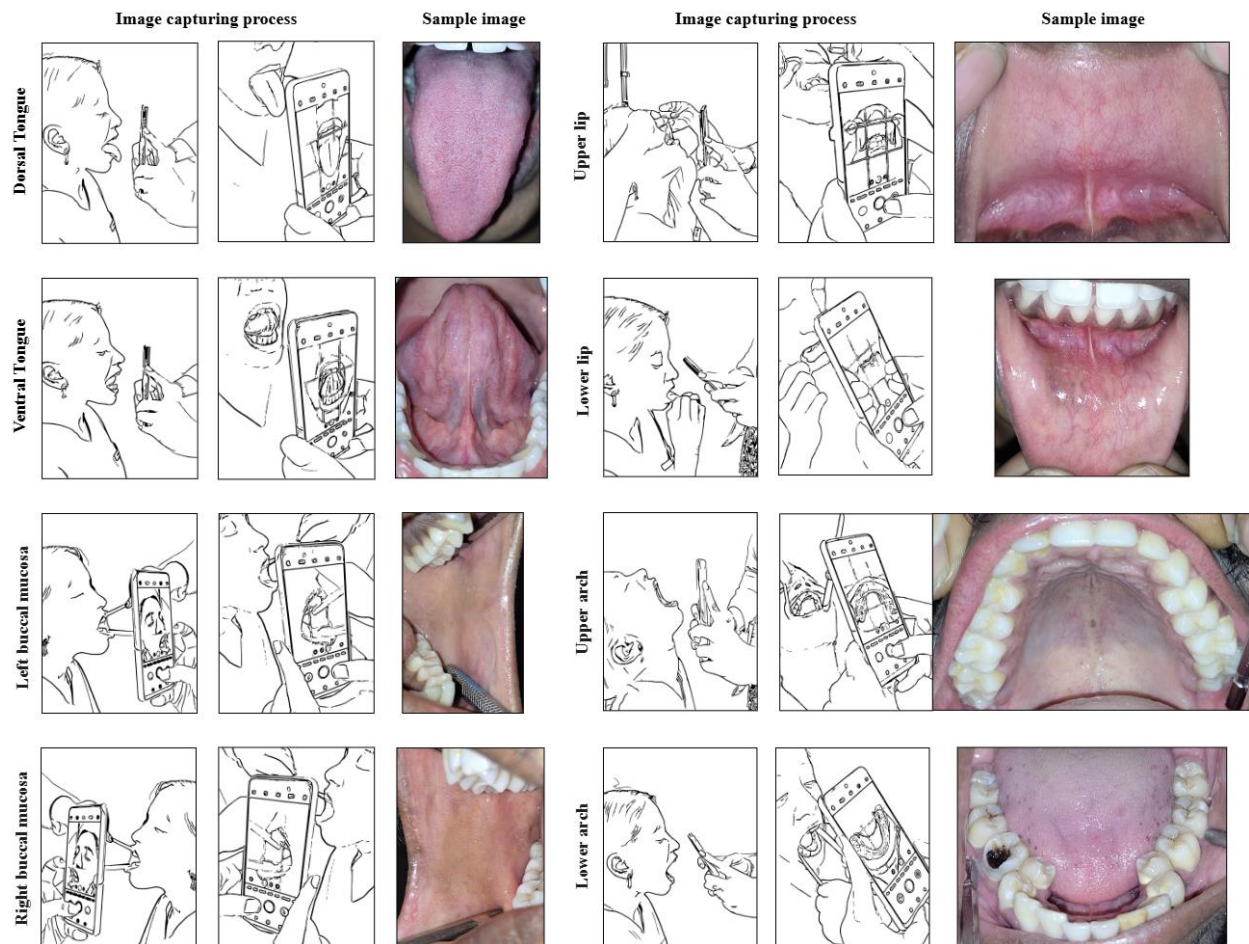 Image capturing process
Sample image
Image capturing process
Sample image
Dorsal Tongue
Upper lip
Ventral Tongue
Lower lip
Left buccal mucosa
Upper arch
Right buccal mucosa
Lower arch